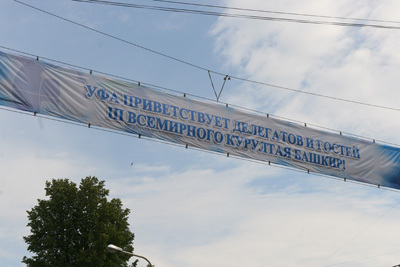 УФА ПРИВЕТСТВУЕТ ДЕЛЕГАТОВ И ГОСТЕЙ
III ВСЕМИРНОГО КУРУЛТАЯ БАШКИР!